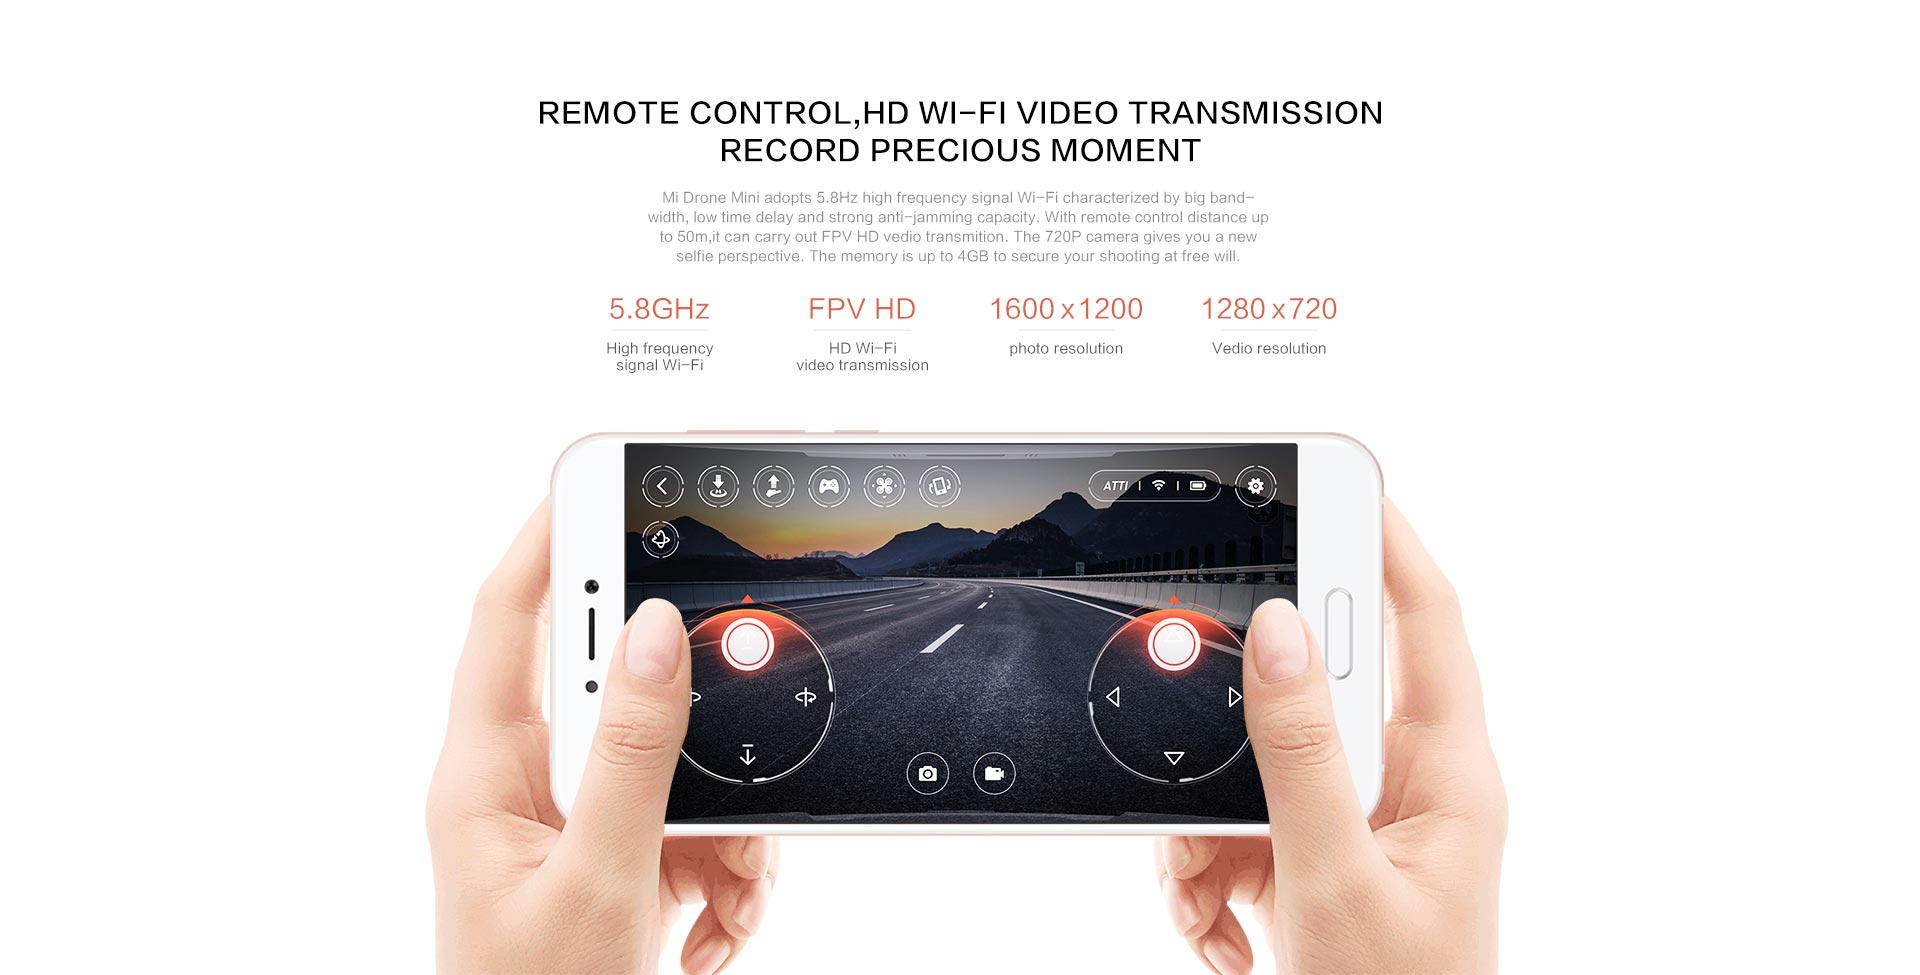 REMOTE CONTROL,HD WI-FI VIDEO TRANSMISSION
RECORD PRECIOUS MOMENT
Mi Drone Mini adopts 5.8Hz high frequency signal Wi-Fi characterized by big band-
width, low time delay and strong anti-jamming capacity. With remote control distance up
to 50m,it can carry out FPV HD vedio transmition. The 720P camera gives you a new
selfie perspective. The memory is up to 4GB to secure your shooting at free will.
5.8GHz
High frequency
signal Wi-Fi
FPV HD
HD Wi-Fi
video transmission
1600 x 1200
photo resolution
1280 x 720
Vedio resolution
ATTI